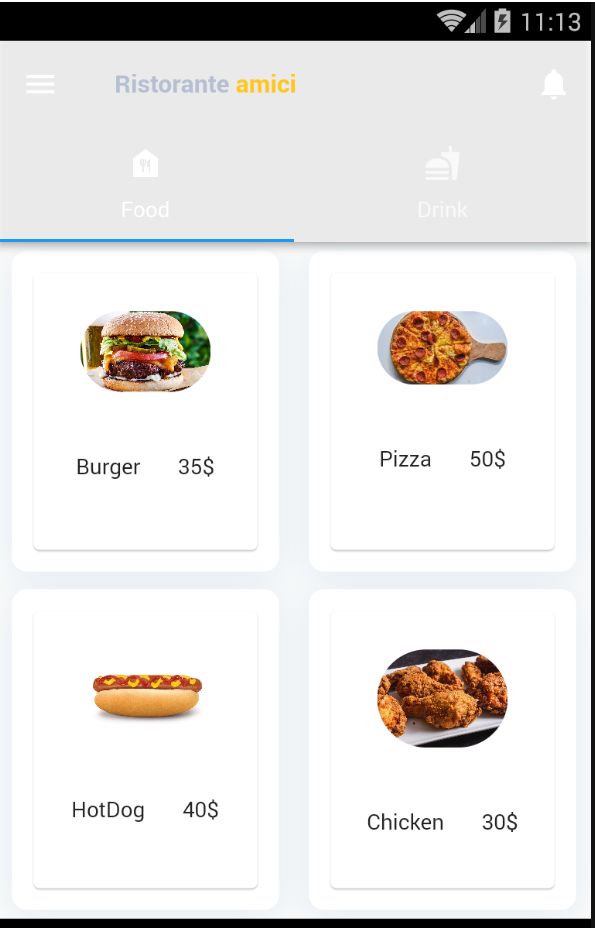 11:13
Ristorante amici
Food Drink
Burger 35$
Pizza 50$
HotDog 40$
Chicken 30$